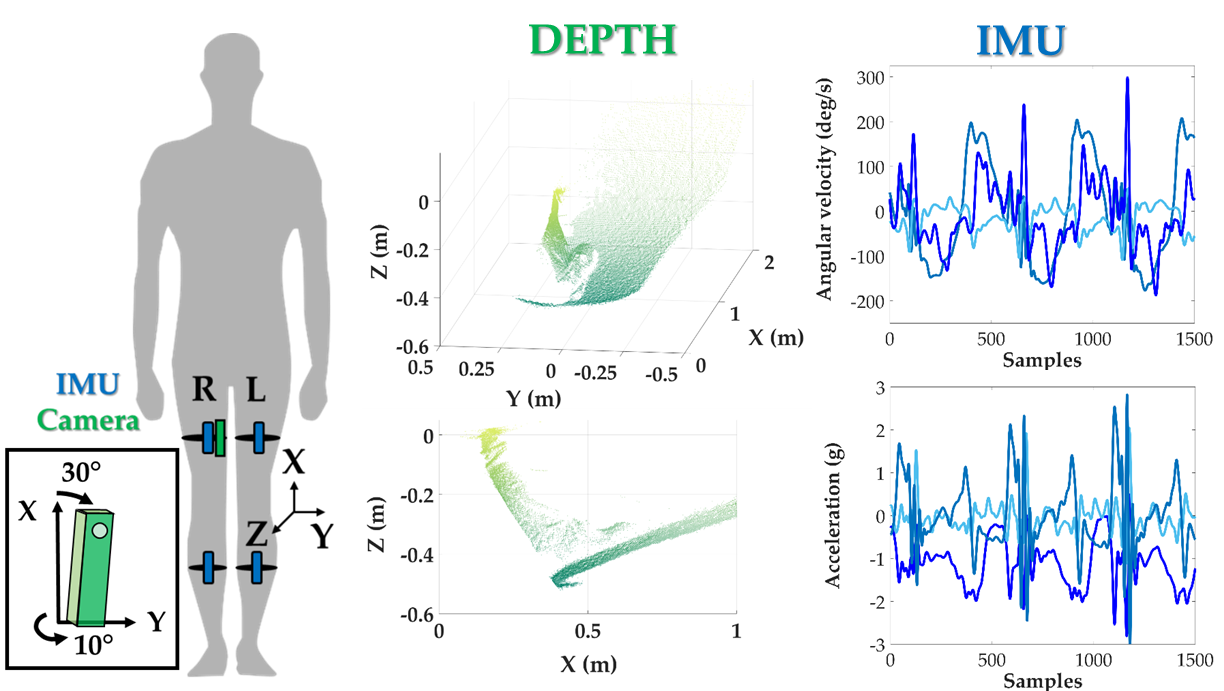 DEPTH
IMU
IMU
Camera
R
L
X
Y
Z
30°
X
Y
10°
Z (m)
0
-0.2
-0.4
-0.6
0.5
0.25
0
-0.25
-0.5
Y (m)
0
1
2
X (m)
Z (m)
0
-0.2
-0.4
-0.6
0
0.5
1
X (m)
Angular velocity (deg/s)
300
200
100
0
-100
-200
0
500
1000
1500
Samples
Acceleration (g)
3
2
1
0
-1
-2
-3
0
500
1000
1500
Samples